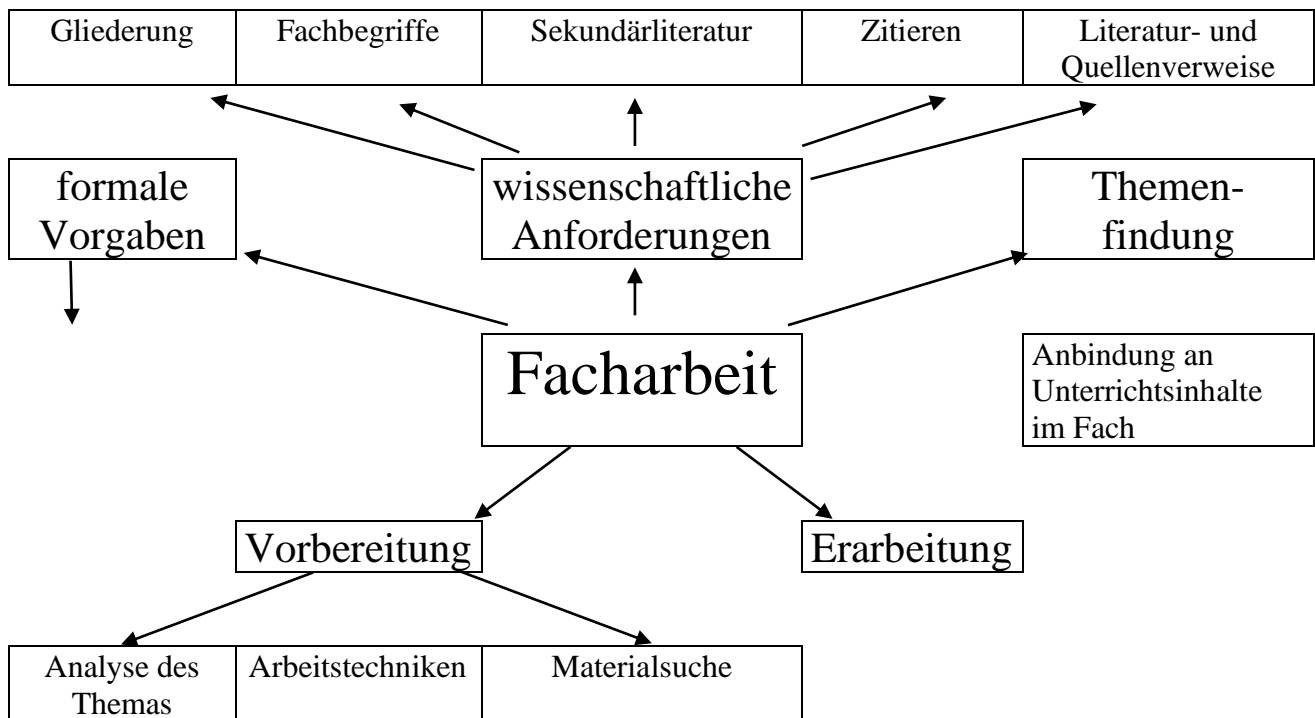 Gliederung
Fachbegriffe
Sekundärliteratur
Zitieren
Literatur- und
Quellenverweise
formale
Vorgaben
wissenschaftliche
Anforderungen
Themen-
findung
Facharbeit
Anbindung an
Unterrichtsinhalte
im Fach
Vorbereitung
Erarbeitung
Analyse des
Themas
Arbeitstechniken
Materialsuche